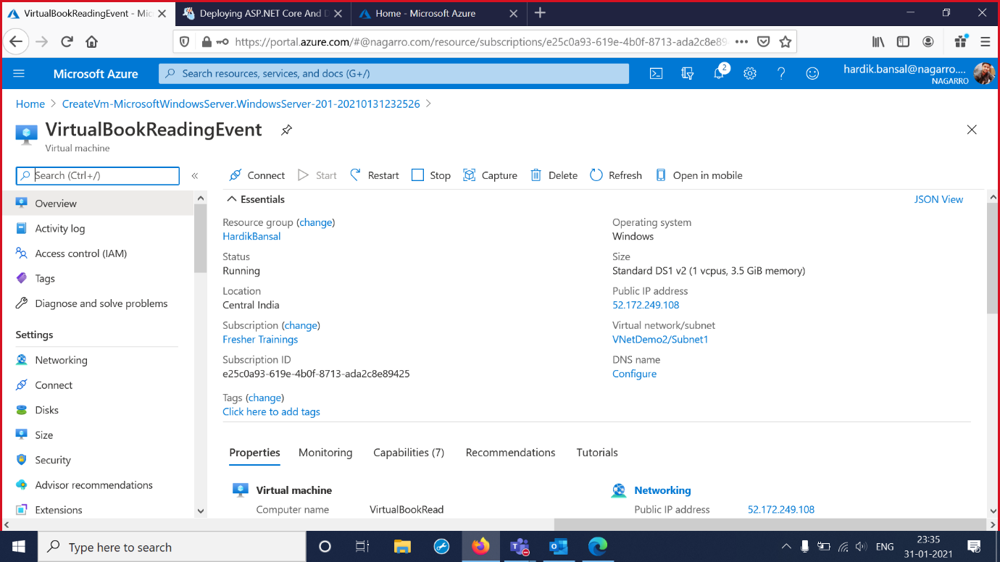 VirtualBookReadingEvent - Mic
Deploying ASP.NET Core And D
Home - Microsoft Azure
https://portal.azure.com/#@nagarro.com/resource/subscriptions/e25c0a93-619e-4b0f-8713-ada2c8e89
Microsoft Azure
Search resources, services, and docs (G+/)
2
hardik.bansal@nagarro....
NAGARRO
Home > CreateVm-MicrosoftWindowsServer.WindowsServer-201-20210131232526 >
VirtualBookReadingEvent
Virtual machine
Search (Ctrl+/)
«
Connect
Start
Restart
Stop
Capture
Delete
Refresh
Open in mobile
Overview
Activity log
Access control (IAM)
Tags
Diagnose and solve problems
Settings
Networking
Connect
Disks
Size
Security
Advisor recommendations
Extensions
Essentials
JSON View
Resource group (change)
HardikBansal
Status
Running
Location
Central India
Subscription (change)
Fresher Trainings
Subscription ID
e25c0a93-619e-4b0f-8713-ada2c8e89425
Tags (change)
Click here to add tags
Operating system
Windows
Size
Standard DS1 v2 (1 vcpus, 3.5 GiB memory)
Public IP address
52.172.249.108
Virtual network/subnet
VNetDemo2/Subnet1
DNS name
Configure
Properties
Monitoring
Capabilities (7)
Recommendations
Tutorials
Virtual machine
Computer name VirtualBookRead
Networking
Public IP address 52.172.249.108
Type here to search
ENG
23:35
31-01-2021